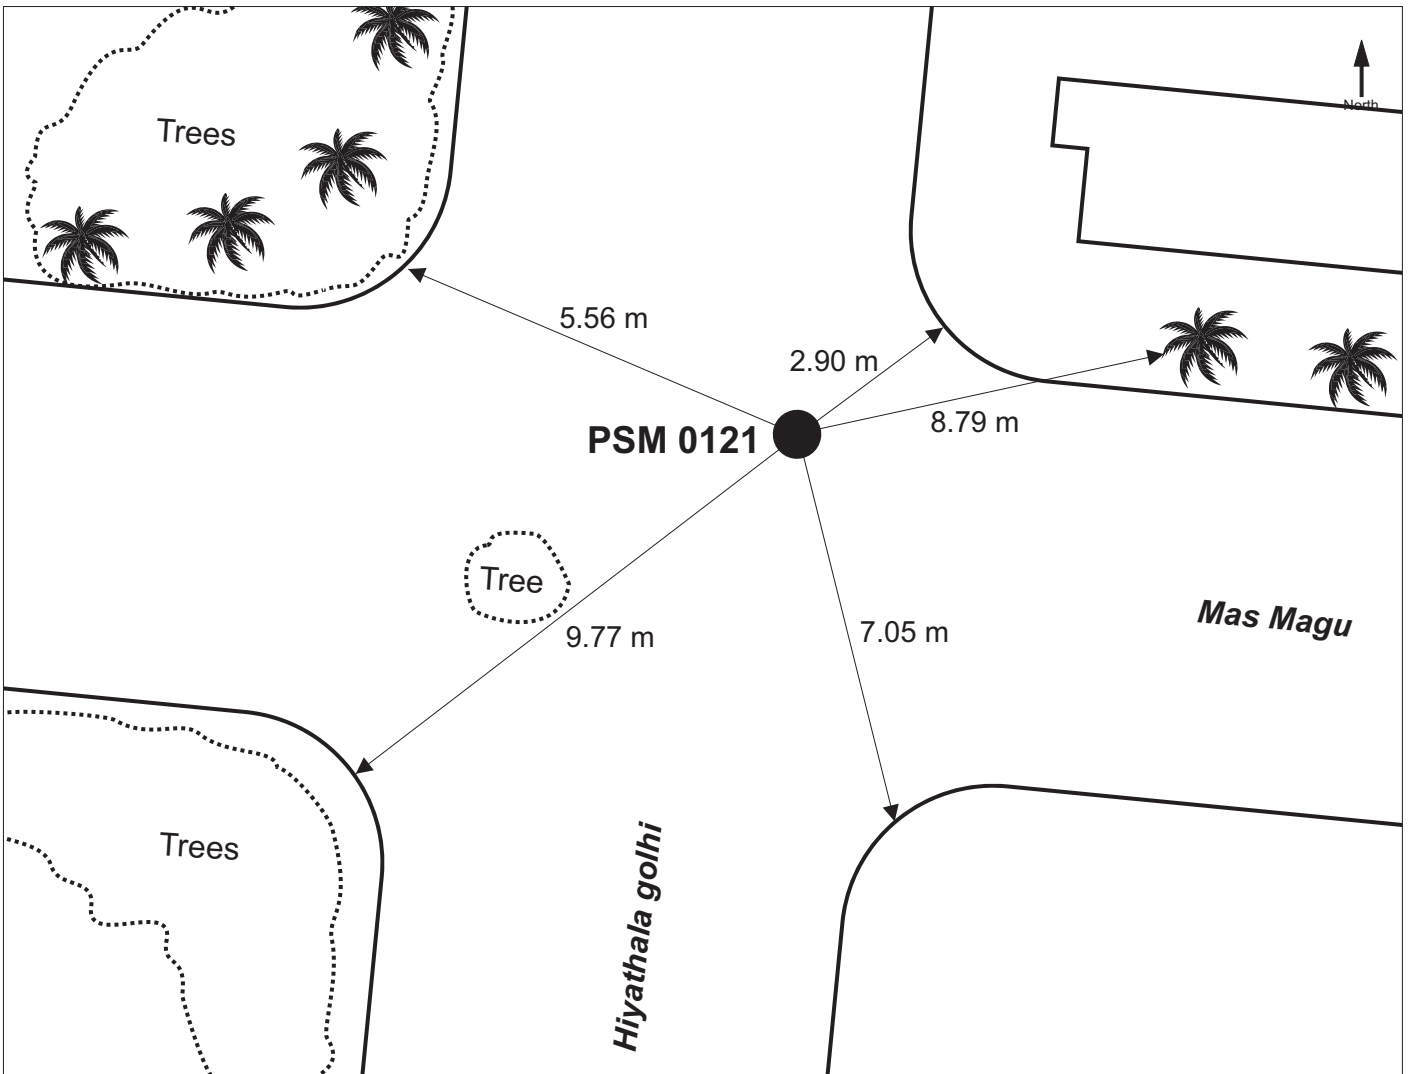 North
Trees
5.56 m
2.90 m
8.79 m
PSM 0121
Tree
9.77 m
7.05 m
Mas Magu
Trees
Hiyathala golhi